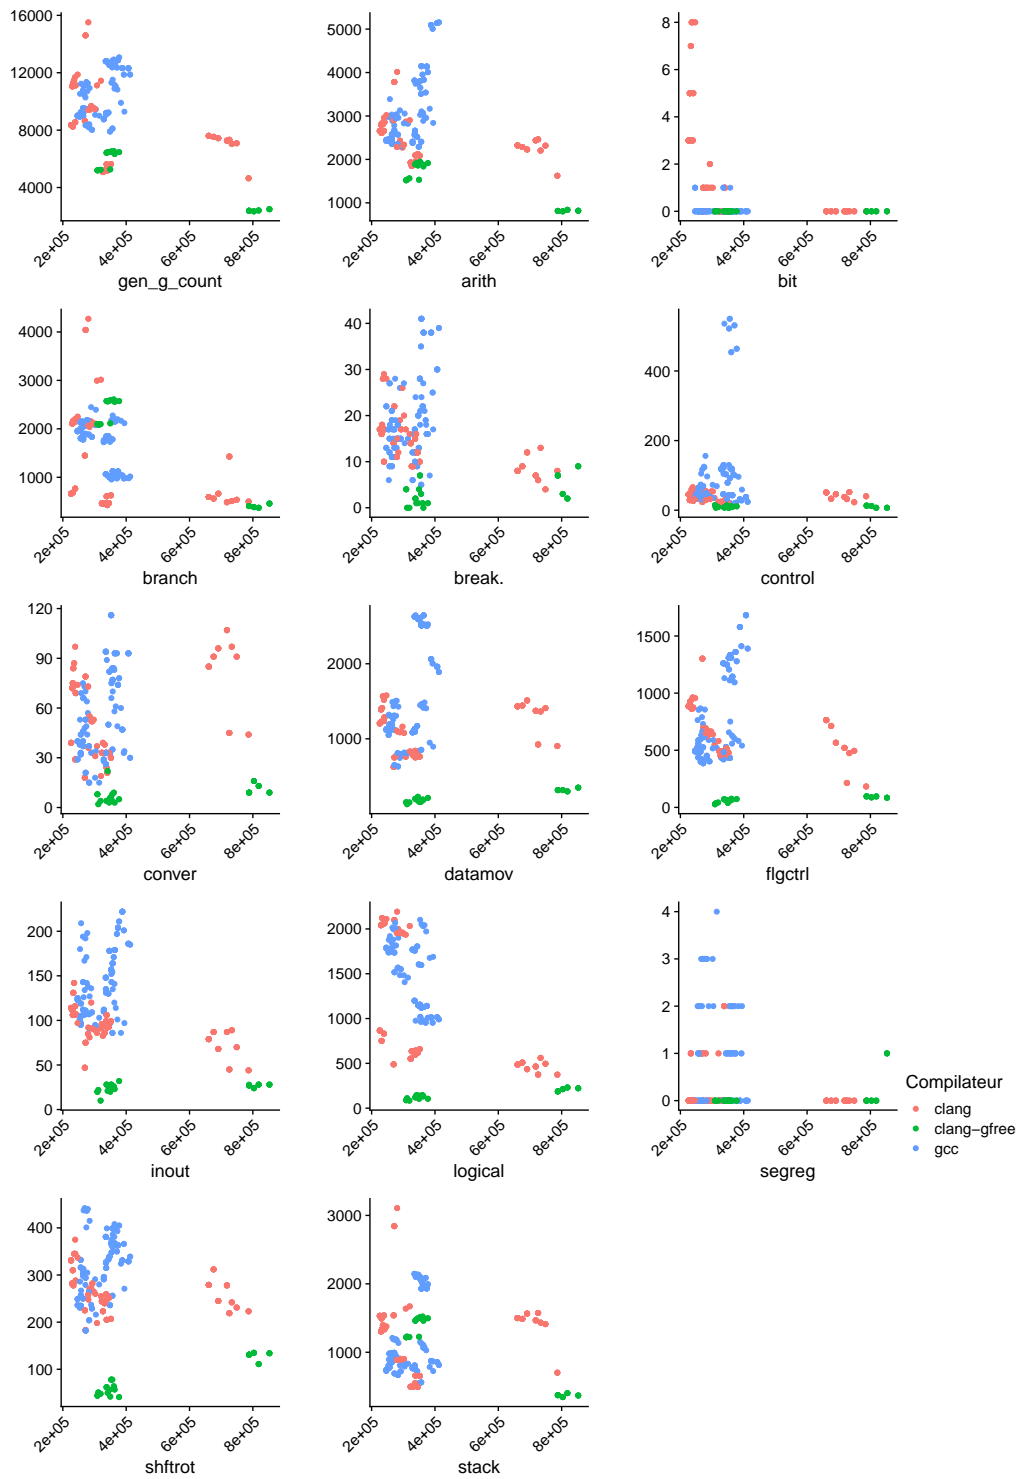 16000
12000
8000
4000
2e+05 4e+05 6e+05 8e+05
gen_g_count
5000
4000
3000
2000
1000
2e+05 4e+05 6e+05 8e+05
arith
8
6
4
2
0
2e+05 4e+05 6e+05 8e+05
bit
4000
3000
2000
1000
2e+05 4e+05 6e+05 8e+05
branch
40
30
20
10
0
2e+05 4e+05 6e+05 8e+05
break.
400
200
0
2e+05 4e+05 6e+05 8e+05
control
120
90
60
30
0
2e+05 4e+05 6e+05 8e+05
conver
2000
1000
2e+05 4e+05 6e+05 8e+05
datamov
1500
1000
500
0
2e+05 4e+05 6e+05 8e+05
flgctrl
200
150
100
50
0
2e+05 4e+05 6e+05 8e+05
inout
2000
1500
1000
500
0
2e+05 4e+05 6e+05 8e+05
logical
4
3
2
1
0
2e+05 4e+05 6e+05 8e+05
segreg
Compilateur
clang
clang-gfree
gcc
400
300
200
100
2e+05 4e+05 6e+05 8e+05
shftrot
3000
2000
1000
2e+05 4e+05 6e+05 8e+05
stack